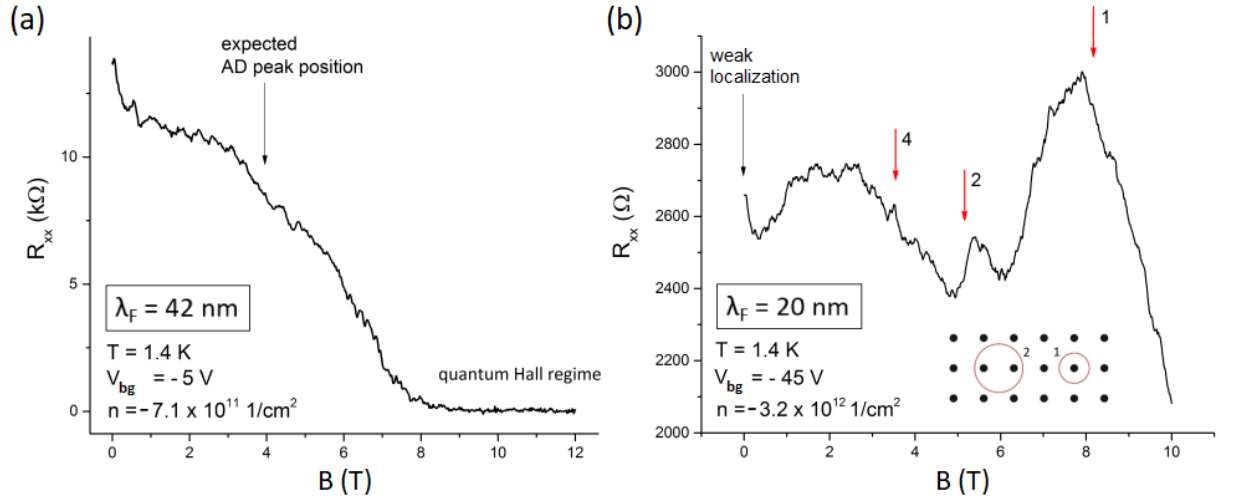 (a)
expected
AD peak position
R_xx (kΩ)
10
5
0
λ_F = 42 nm
T = 1.4 K
V_bg = - 5 V
n = −7.1 x 10^11 1/cm^2
quantum Hall regime
0 2 4 6 8 10 12
B (T)
(b)
1
weak
localization
4
2
R_xx (Ω)
3000
2800
2600
2400
2200
2000
λ_F = 20 nm
T = 1.4 K
V_bg = - 45 V
n = −3.2 x 10^12 1/cm^2
2 1
0 2 4 6 8 10
B (T)